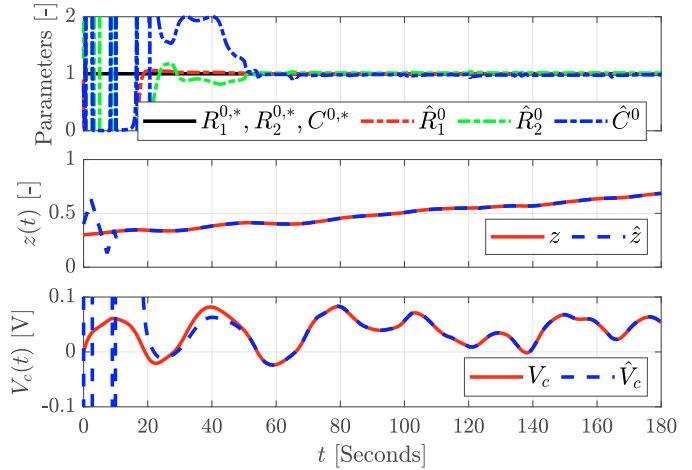 Parameters [-]
2
1
0
$R_1^{0,*}, R_2^{0,*}, C^{0,*}$ $\hat{R}_1^0$ $\hat{R}_2^0$ $\hat{C}^0$
z(t) [-]
1
0.5
0
$z$ $\hat{z}$
$V_c(t)$ [V]
0.1
0
-0.1
$V_c$ $\hat{V}_c$
0 20 40 60 80 100 120 140 160 180
t [Seconds]